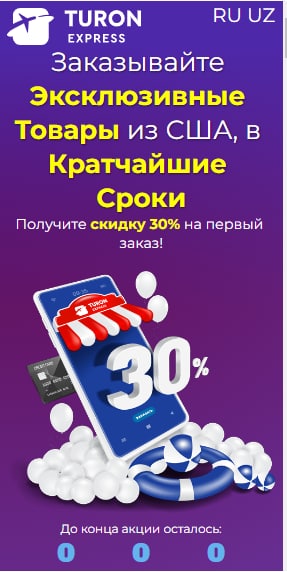 TURON
EXPRESS
RU UZ
Заказывайте
Эксклюзивные
Товары из США, в
Кратчайшие
Сроки
Получите скидку 30% на первый
заказ!
TURON
EXPRESS
30%
До конца акции осталось:
0 0 0